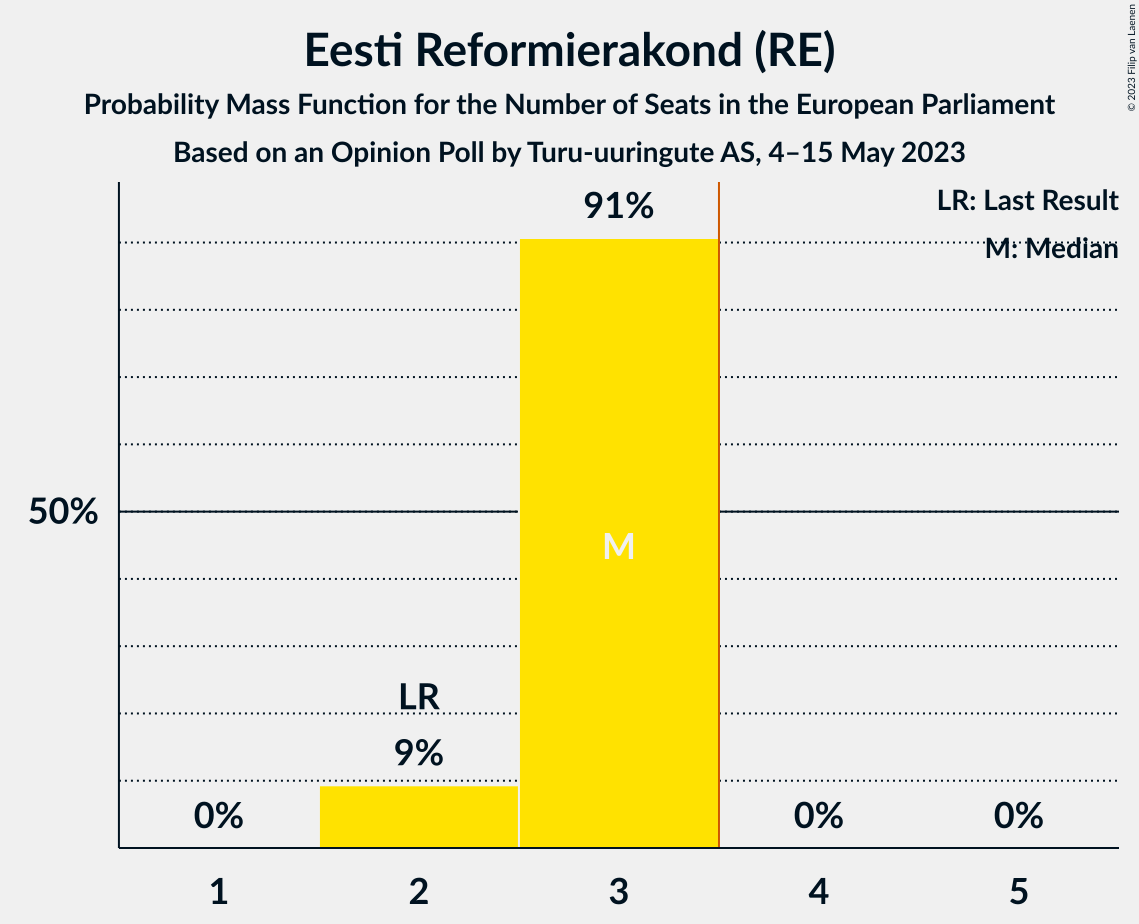 Eesti Reformierakond (RE)
Probability Mass Function for the Number of Seats in the European Parliament
Based on an Opinion Poll by Turu-uuringute AS, 4–15 May 2023
© 2023 Filip van Laenen
LR: Last Result
M: Median
91%
50%
M
LR
9%
0%
0%
0%
1
2
3
4
5